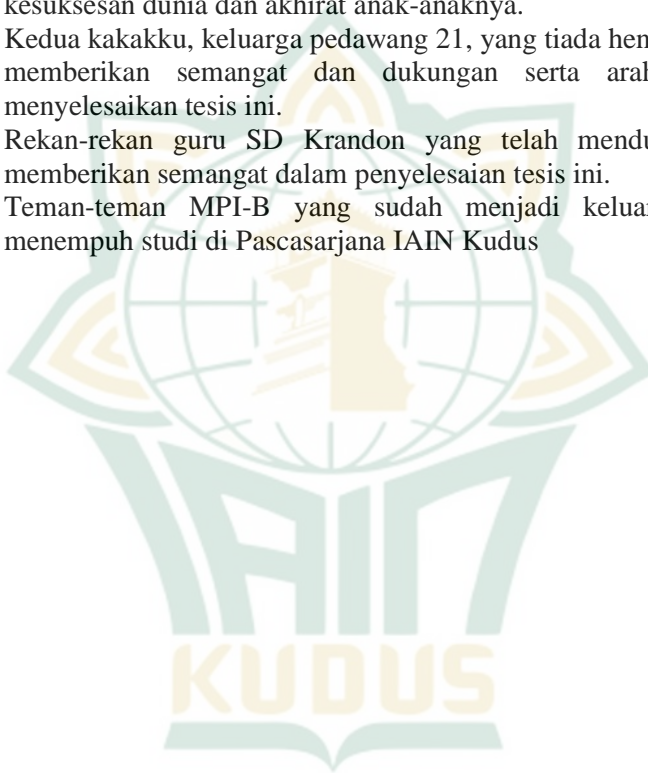 kesuksesan dunia dan akhirat anak-anaknya.
Kedua kakakku, keluarga pedawang 21, yang tiada hen
memberikan semangat dan dukungan serta arah
menyelesaikan tesis ini.
Rekan-rekan guru SD Krandon yang telah mendu
memberikan semangat dalam penyelesaian tesis ini.
Teman-teman MPI-B yang sudah menjadi keluar
menempuh studi di Pascasarjana IAIN Kudus
IAIN
KUDUS